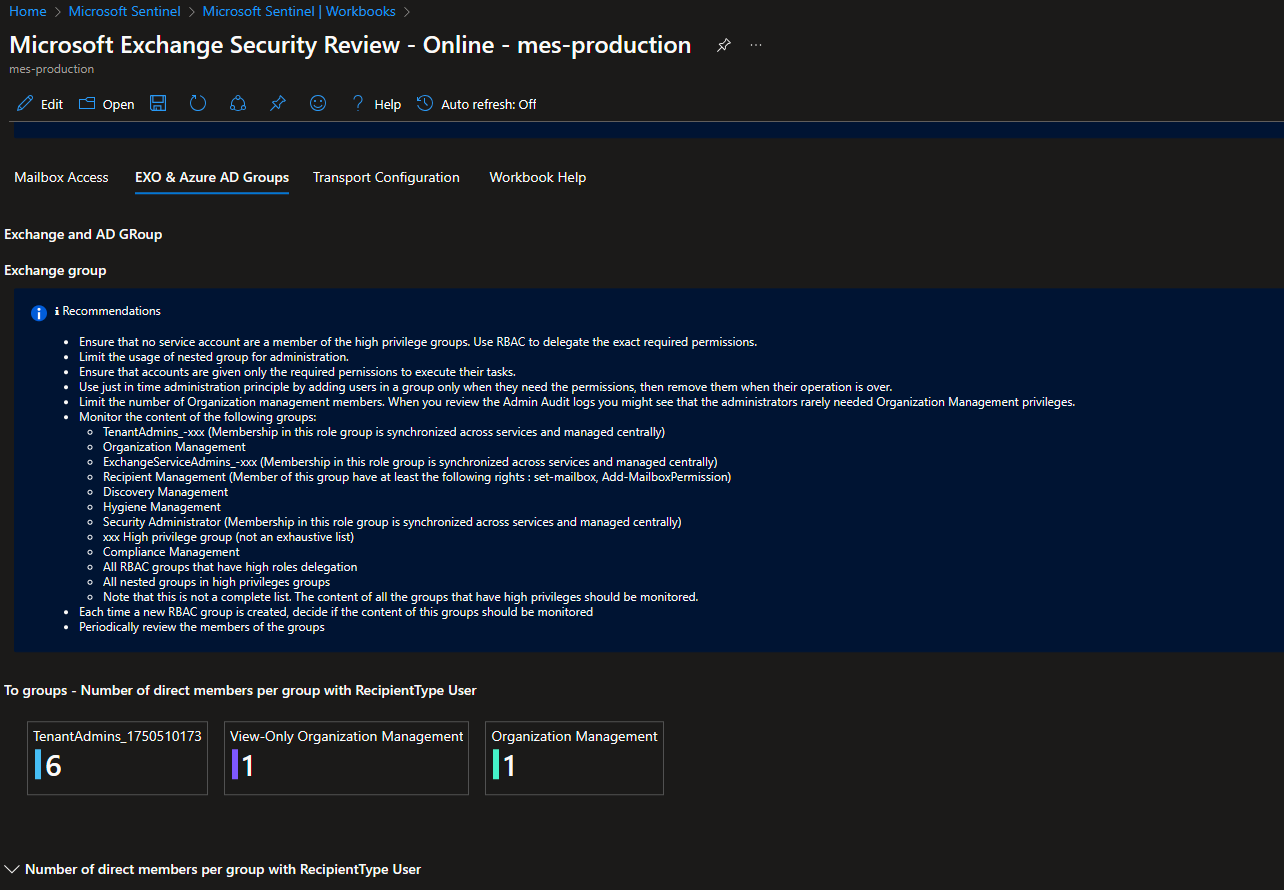 Home > Microsoft Sentinel > Microsoft Sentinel | Workbooks >
Microsoft Exchange Security Review - Online - mes-production
mes-production
Edit Open Help Auto refresh: Off
Mailbox Access EXO & Azure AD Groups Transport Configuration Workbook Help
Exchange and AD GRoup
Exchange group
ℹ Recommendations
• Ensure that no service account are a member of the high privilege groups. Use RBAC to delegate the exact required permissions.
• Limit the usage of nested group for administration.
• Ensure that accounts are given only the required pernissions to execute their tasks.
• Use just in time administration principle by adding users in a group only when they need the permissions, then remove them when their operation is over.
• Limit the number of Organization management members. When you review the Admin Audit logs you might see that the administrators rarely needed Organization Management privileges.
• Monitor the content of the following groups:
◦ TenantAdmins_-xxx (Membership in this role group is synchronized across services and managed centrally)
◦ Organization Management
◦ ExchangeServiceAdmins_-xxx (Membership in this role group is synchronized across services and managed centrally)
◦ Recipient Management (Member of this group have at least the following rights : set-mailbox, Add-MailboxPermission)
◦ Discovery Management
◦ Hygiene Management
◦ Security Administrator (Membership in this role group is synchronized across services and managed centrally)
◦ xxx High privilege group (not an exhaustive list)
◦ Compliance Management
◦ All RBAC groups that have high roles delegation
◦ All nested groups in high privileges groups
◦ Note that this is not a complete list. The content of all the groups that have high privileges should be monitored.
• Each time a new RBAC group is created, decide if the content of this groups should be monitored
• Periodically review the members of the groups
To groups - Number of direct members per group with RecipientType User
TenantAdmins_1750510173 View-Only Organization Management Organization Management
6 1 1
Number of direct members per group with RecipientType User